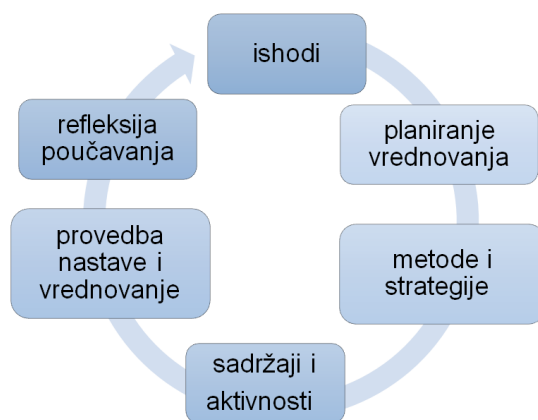 ishodi
planiranje
vrednovanja
metode i
strategije
sadržaji i
aktivnosti
provedba
nastave i
vrednovanje
refleksija
poučavanja